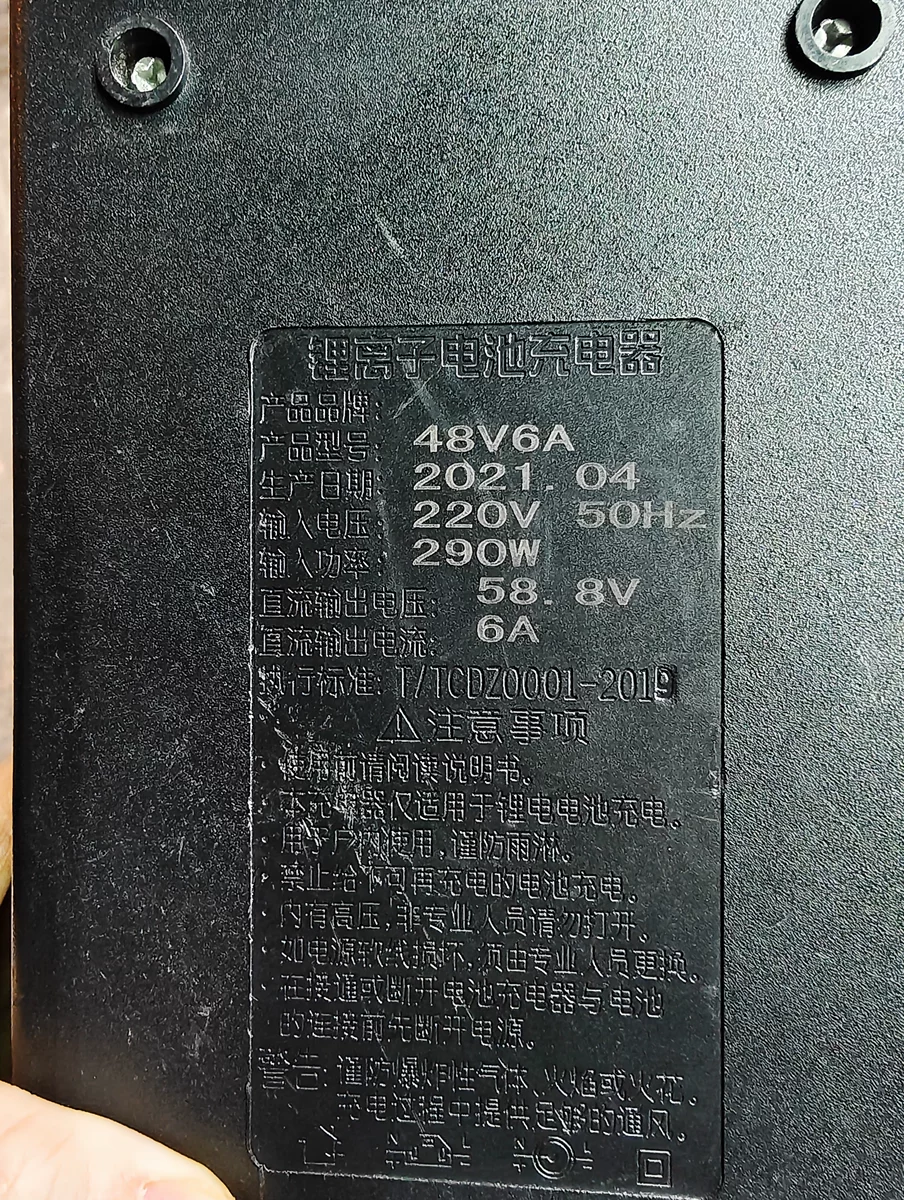 锂离子电池充电器
产品品牌:
产品型号: 48V6A
生产日期: 2021.04
输入电压: 220V 50Hz
输入功率: 290W
直流输出电压: 58.8V
直流输出电流: 6A
执行标准: T/TCDZ0001-2019
注意事项
·使用前请阅读说明书。
·本充电器仅适用于锂电电池充电。
·用于户内使用,谨防雨淋。
·禁止给不可再充电的电池充电。
·内有高压,非专业人员请勿打开。
·如电源软线损坏,须由专业人员更换。
·在接通或断开电池充电器与电池
的连接前先断开电源。
警告: 谨防爆炸性气体、火焰或火花。
充电过程中提供足够的通风。